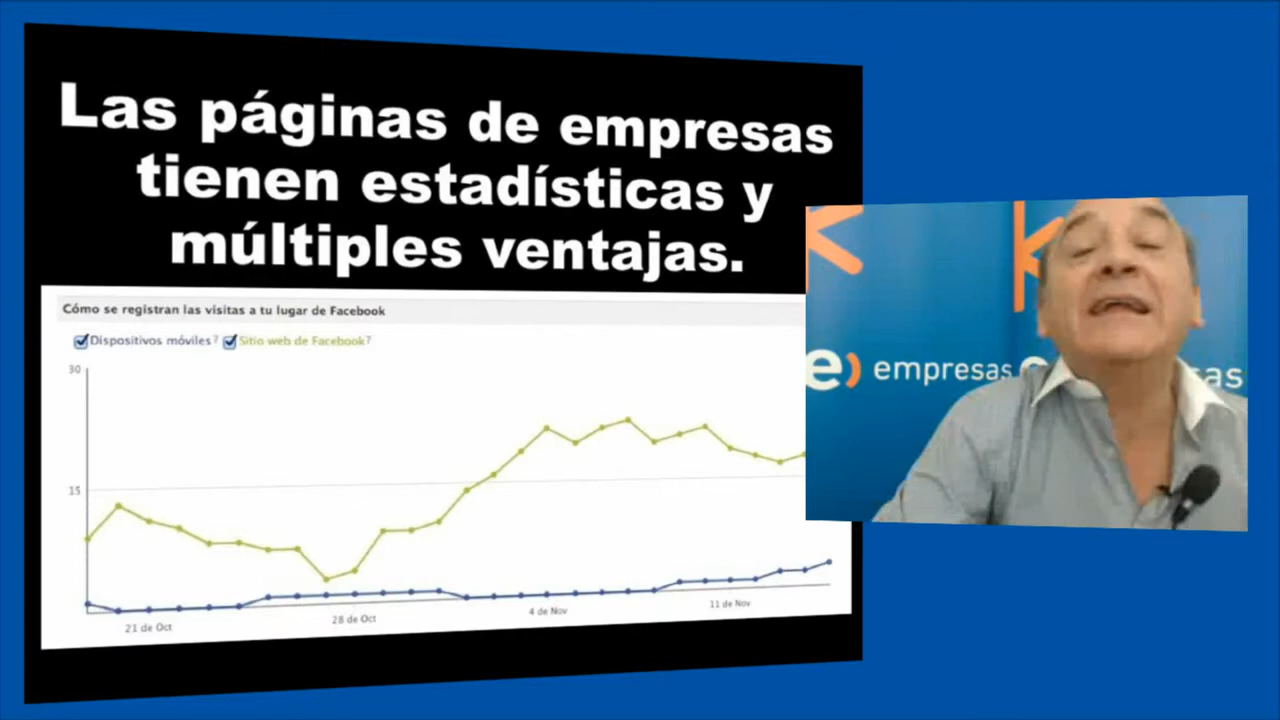 Las páginas de empresas
tienen estadísticas y
múltiples ventajas.
Cómo se registran las visitas a tu lugar de Facebook
Dispositivos móviles? Sitio web de Facebook?
30
15
21 de Oct
28 de Oct
4 de Nov
11 de Nov
e) empresas